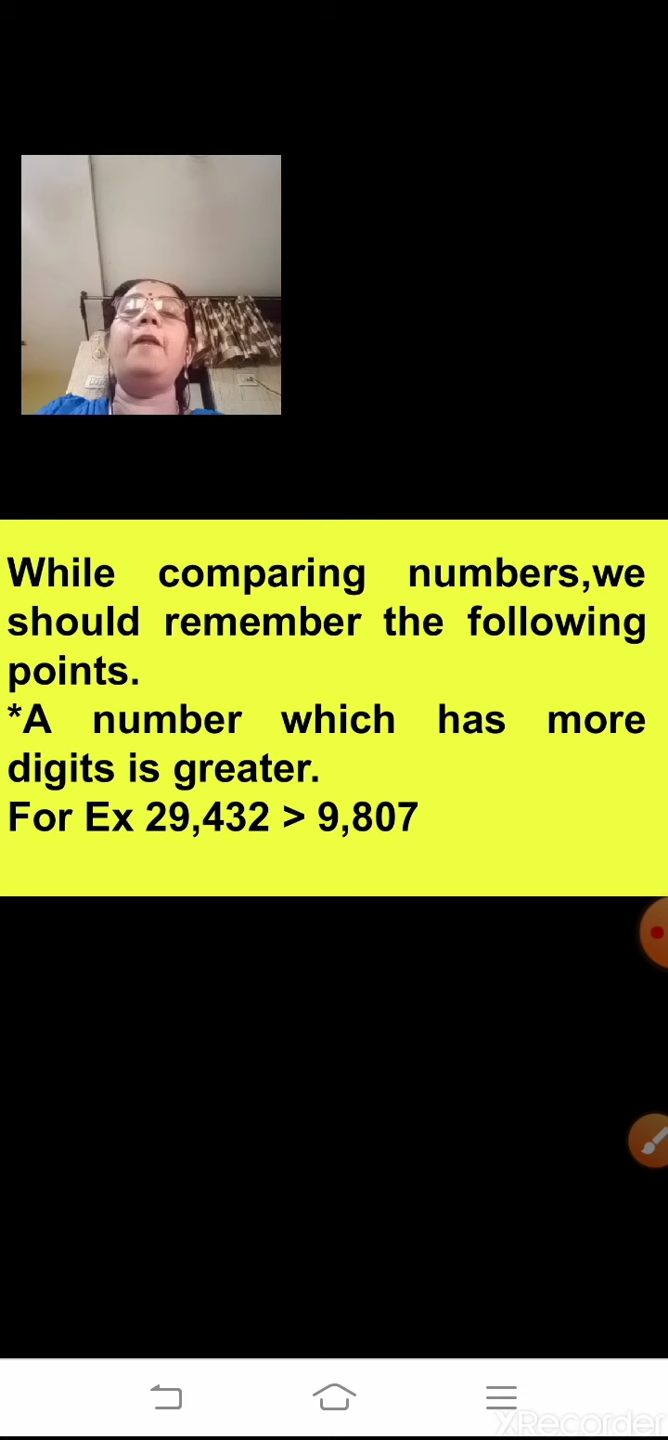 While comparing numbers,we
should remember the following
points.
*A number which has more
digits is greater.
For Ex 29,432 > 9,807
XRecorder